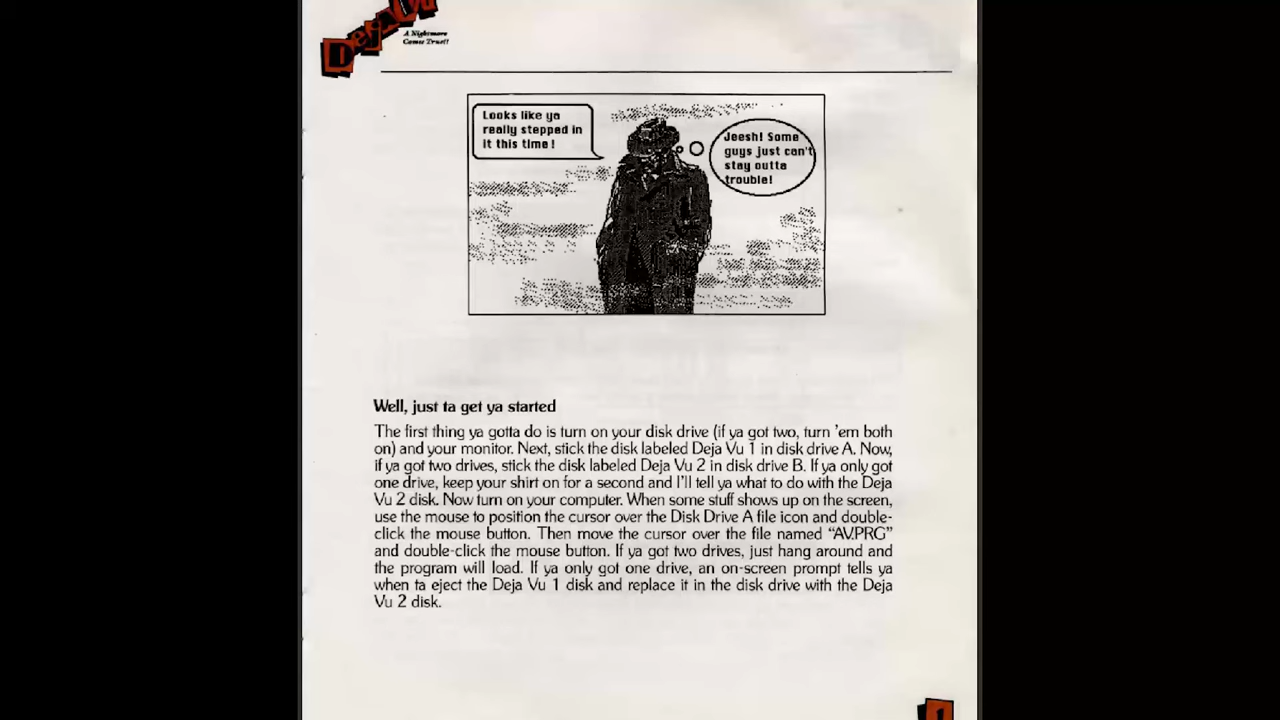 Deja Vu
A Nightmare
Comes True!!
Looks like ya
really stepped in
it this time!
Jeesh! Some
guys just can't
stay outta
trouble!
Well, just ta get ya started
The first thing ya gotta do is turn on your disk drive (if ya got two, turn 'em both
on) and your monitor. Next, stick the disk labeled Deja Vu 1 in disk drive A. Now,
if ya got two drives, stick the disk labeled Deja Vu 2 in disk drive B. If ya only got
one drive, keep your shirt on for a second and I'll tell ya what to do with the Deja
Vu 2 disk. Now turn on your computer. When some stuff shows up on the screen,
use the mouse to position the cursor over the Disk Drive A file icon and double-
click the mouse button. Then move the cursor over the file named “AV.PRG”
and double-click the mouse button. If ya got two drives, just hang around and
the program will load. If ya only got one drive, an on-screen prompt tells ya
when ta eject the Deja Vu 1 disk and replace it in the disk drive with the Deja
Vu 2 disk.
1